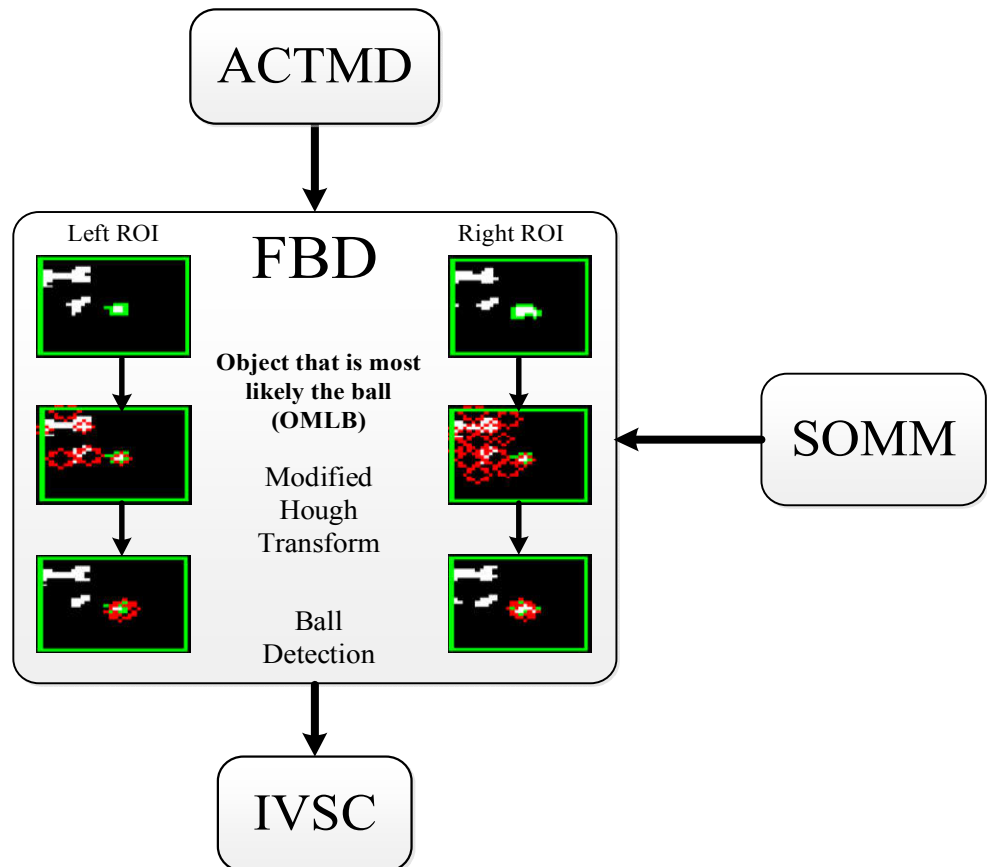 ACTMD
Left ROI
FBD
Right ROI
Object that is most
likely the ball
(OMLB)
Modified
Hough
Transform
Ball
Detection
SOMM
IVSC